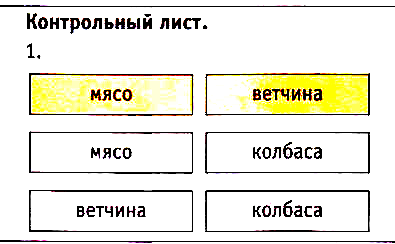 Контрольный лист.
1.
мясо ветчина
мясо колбаса
ветчина колбаса